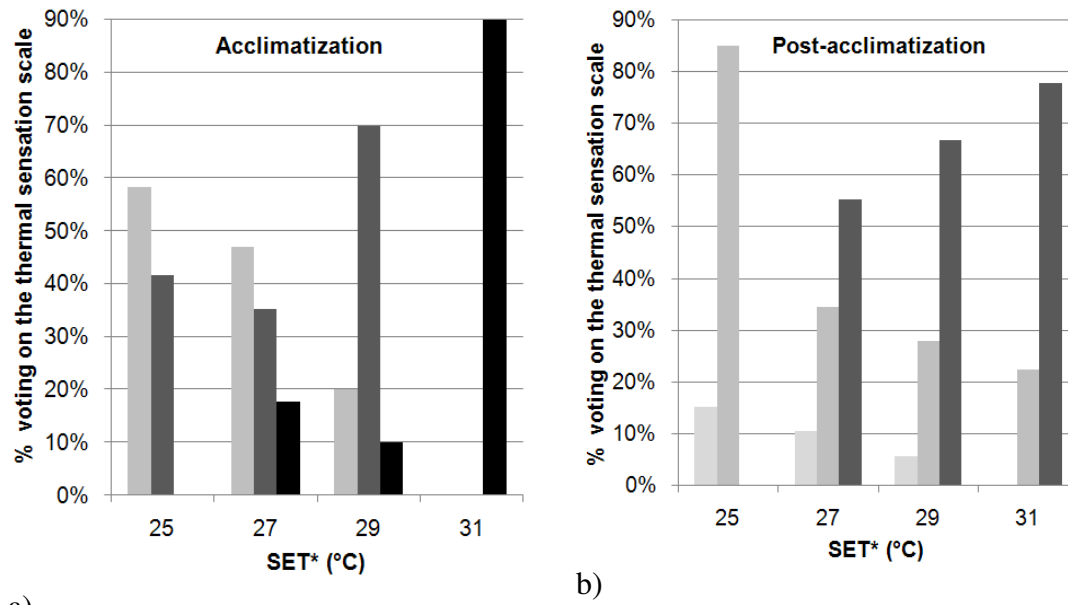 Acclimatization
% voting on the thermal sensation scale
90%
80%
70%
60%
50%
40%
30%
20%
10%
0%
25 27 29 31
SET* (°C)
a)
Post-acclimatization
% voting on the thermal sensation scale
90%
80%
70%
60%
50%
40%
30%
20%
10%
0%
25 27 29 31
SET* (°C)
b)